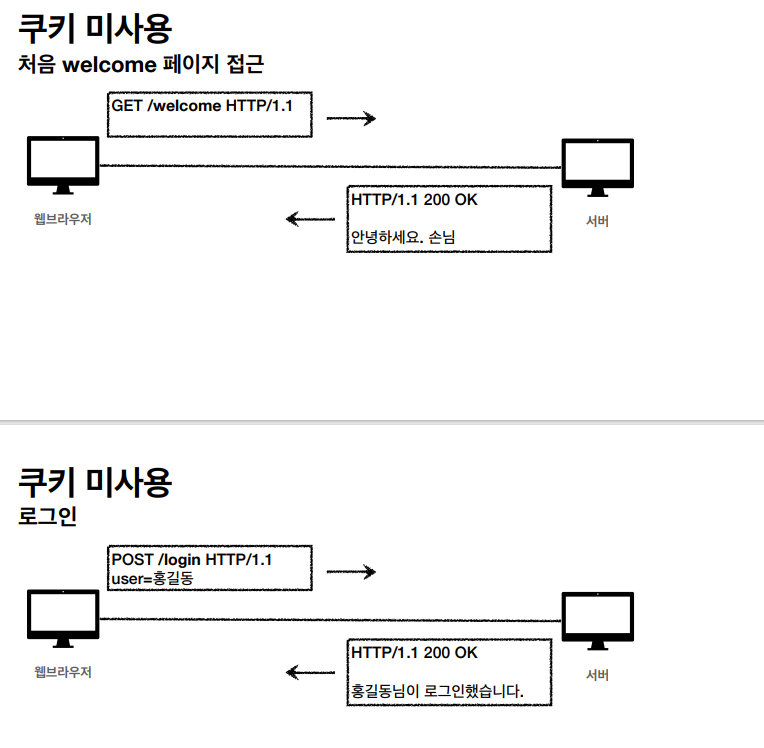 쿠키 미사용
처음 welcome 페이지 접근
GET /welcome HTTP/1.1
HTTP/1.1 200 OK
안녕하세요. 손님
웹브라우저
서버
쿠키 미사용
로그인
POST /login HTTP/1.1
user=홍길동
HTTP/1.1 200 OK
홍길동님이 로그인했습니다.
웹브라우저
서버